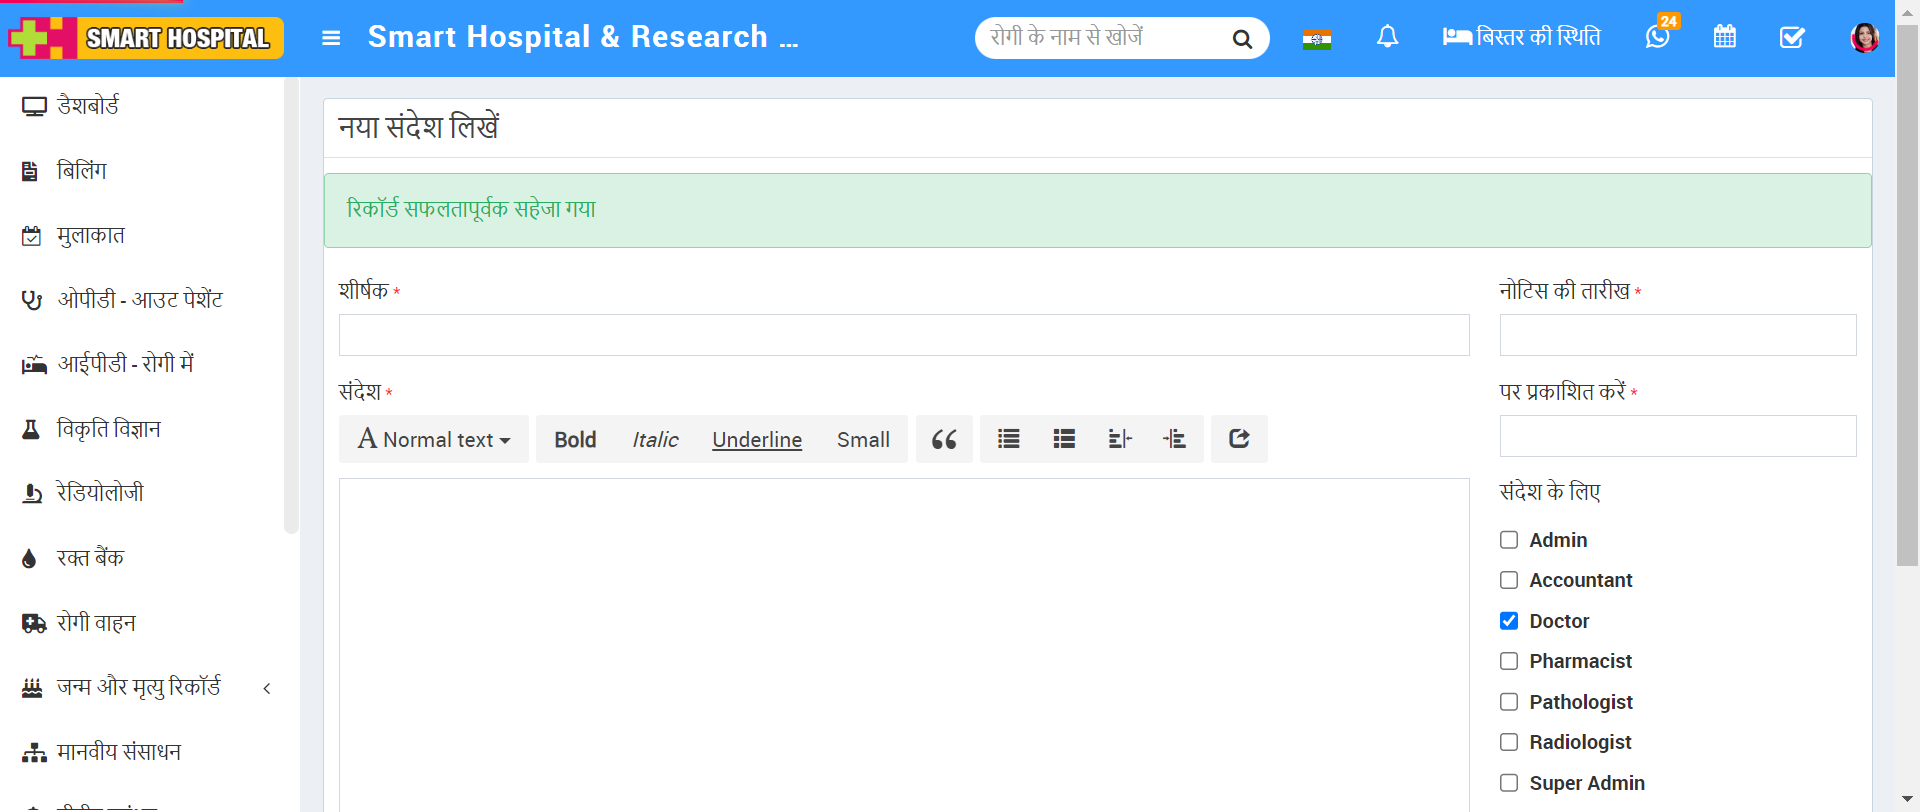 SMART HOSPITAL
Smart Hospital & Research ...
रोगी के नाम से खोजें
बिस्तर की स्थिति
24
डैशबोर्ड
बिलिंग
मुलाकात
ओपीडी - आउट पेशेंट
आईपीडी - रोगी में
विकृति विज्ञान
रेडियोलोजी
रक्त बैंक
रोगी वाहन
जन्म और मृत्यु रिकॉर्ड
मानवीय संसाधन
नया संदेश लिखें
रिकॉर्ड सफलतापूर्वक सहेजा गया
शीर्षक *
संदेश *
A Normal text
Bold Italic Underline Small
नोटिस की तारीख *
पर प्रकाशित करें *
संदेश के लिए
Admin
Accountant
Doctor
Pharmacist
Pathologist
Radiologist
Super Admin